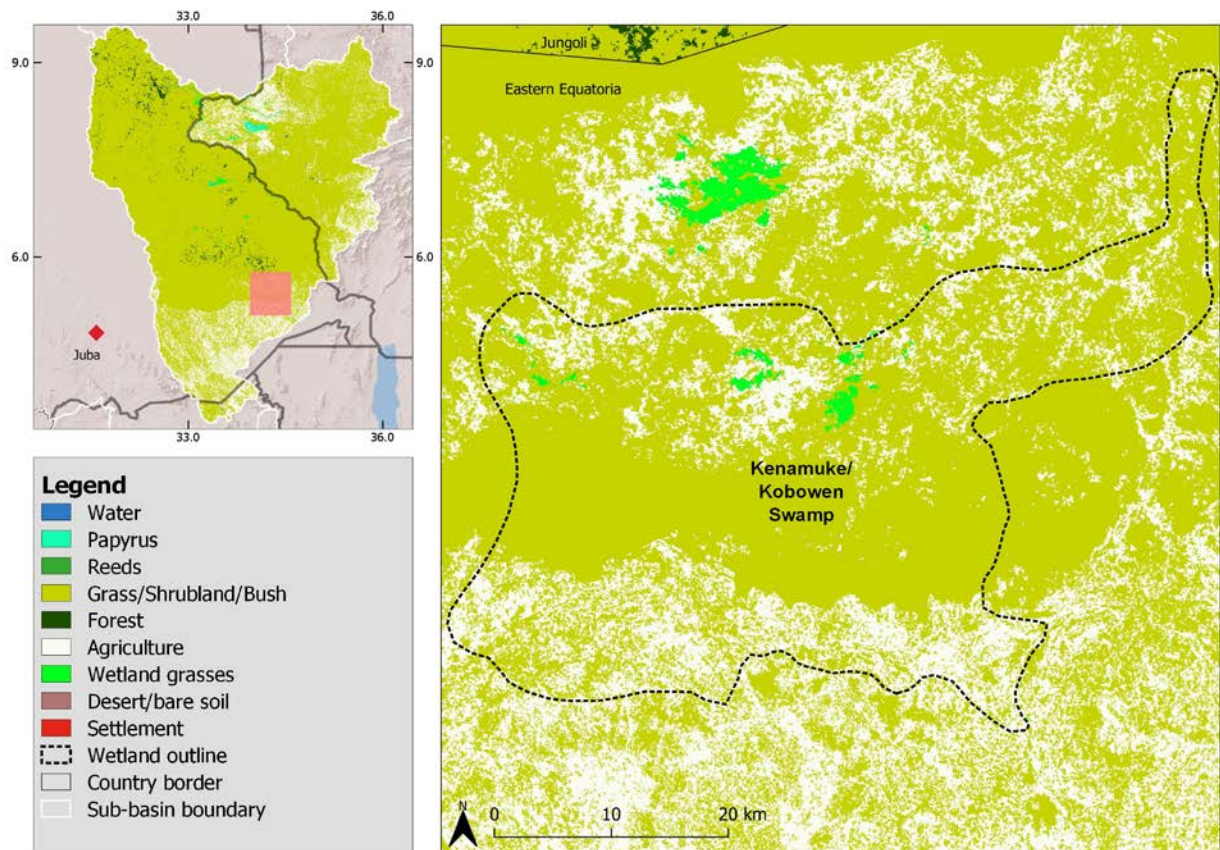 33.0
36.0
9.0
9.0
6.0
6.0
Juba
33.0
36.0
Legend
Water
Papyrus
Reeds
Grass/Shrubland/Bush
Forest
Agriculture
Wetland grasses
Desert/bare soil
Settlement
Wetland outline
Country border
Sub-basin boundary
Jungoli
Eastern Equatoria
Kenamuke/
Kobowen
Swamp
N
0
10
20 km